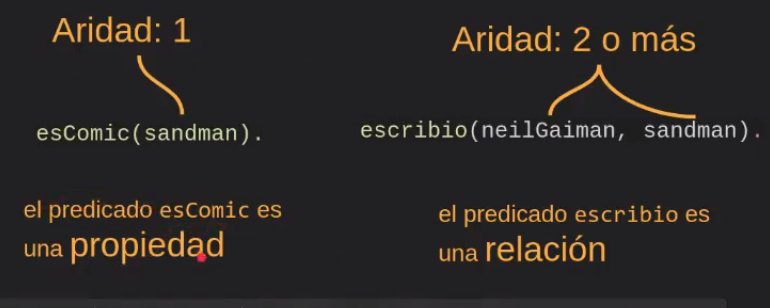 Aridad: 1
Aridad: 2 o más
esComic(sandman).
escribio(neilGaiman, sandman).
el predicado esComic es
una propiedad
el predicado escribio es
una relación